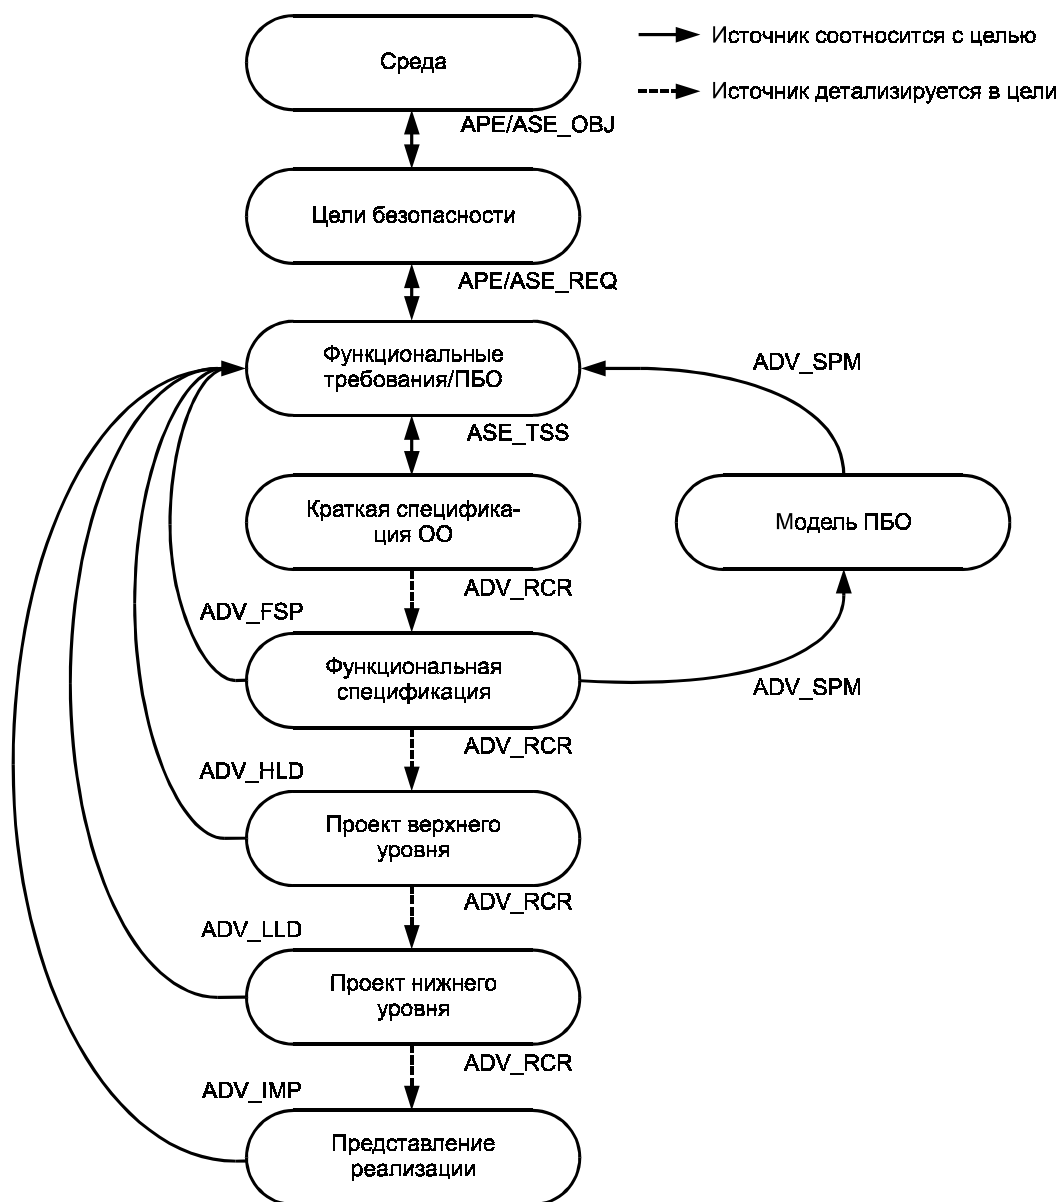 Среда
Источник соотносится с целью
Источник детализируется в цели
APE/ASE_OBJ
Цели безопасности
APE/ASE_REQ
Функциональные
требования/ПБО
ADV_SPM
ASE_TSS
Краткая специфика-
ция ОО
Модель ПБО
ADV_RCR
ADV_FSP
Функциональная
спецификация
ADV_SPM
ADV_RCR
ADV_HLD
Проект верхнего
уровня
ADV_RCR
ADV_LLD
Проект нижнего
уровня
ADV_RCR
ADV_IMP
Представление
реализации